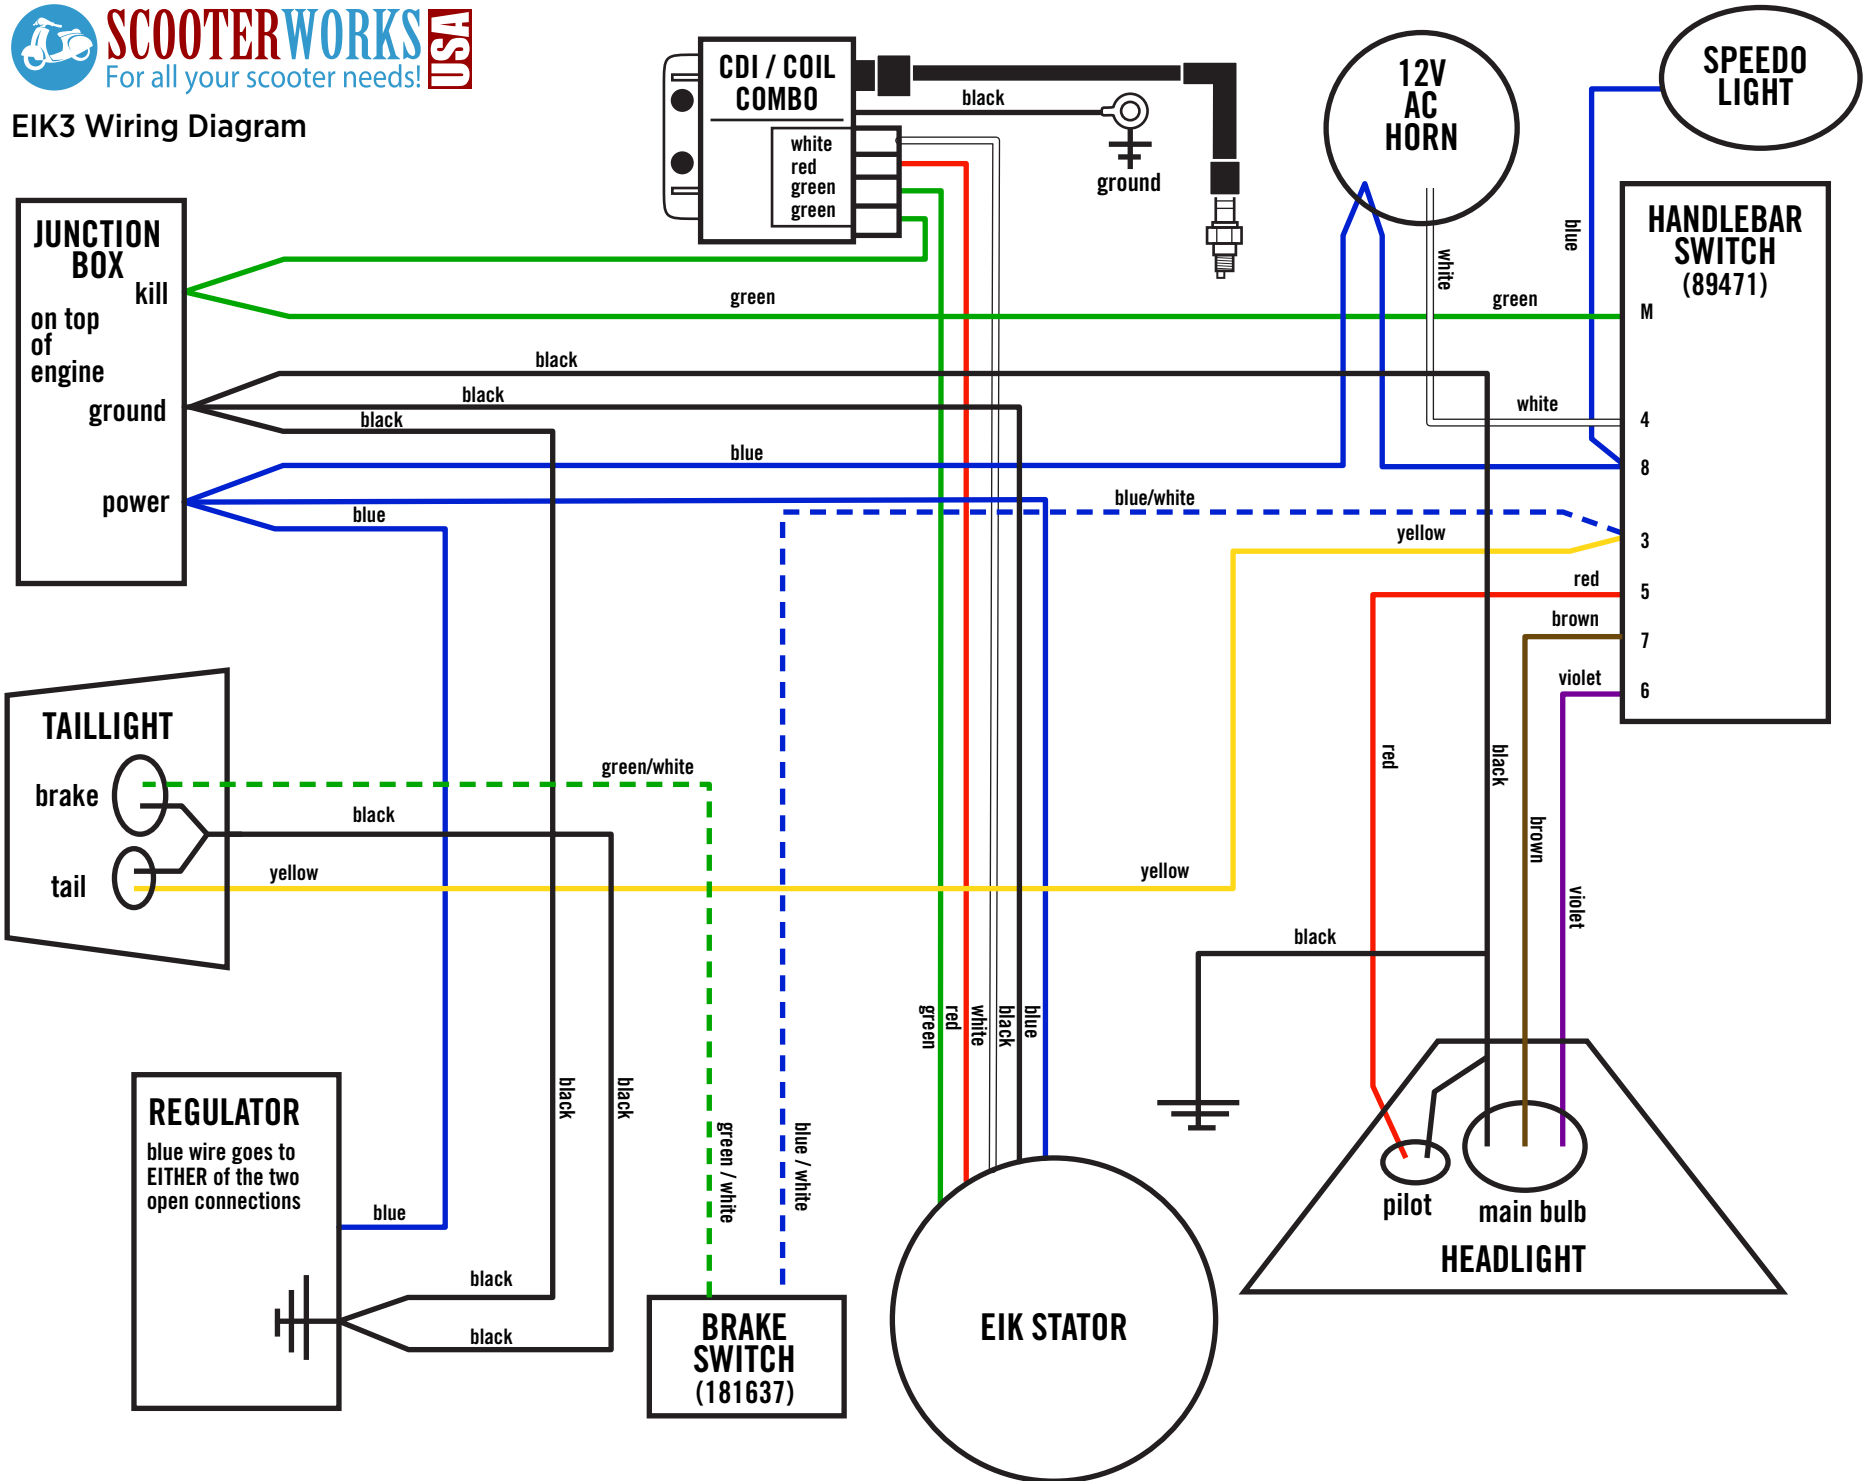 SCOOTERWORKS USA
For all your scooter needs!
EIK3 Wiring Diagram
CDI / COIL
COMBO
white
red
green
green
black
ground
12V
AC
HORN
SPEEDO
LIGHT
JUNCTION
BOX
kill
on top
of
engine
ground
power
HANDLEBAR
SWITCH
(89471)
M
4
8
3
5
7
6
blue
white
green
green
black
black
black
white
blue
blue
blue/white
yellow
red
brown
violet
TAILLIGHT
brake
tail
green/white
black
yellow
yellow
red
black
brown
violet
black
green
red
white
black
blue
black
black
green / white
blue / white
REGULATOR
blue wire goes to
EITHER of the two
open connections
blue
black
black
BRAKE
SWITCH
(181637)
EIK STATOR
pilot
main bulb
HEADLIGHT